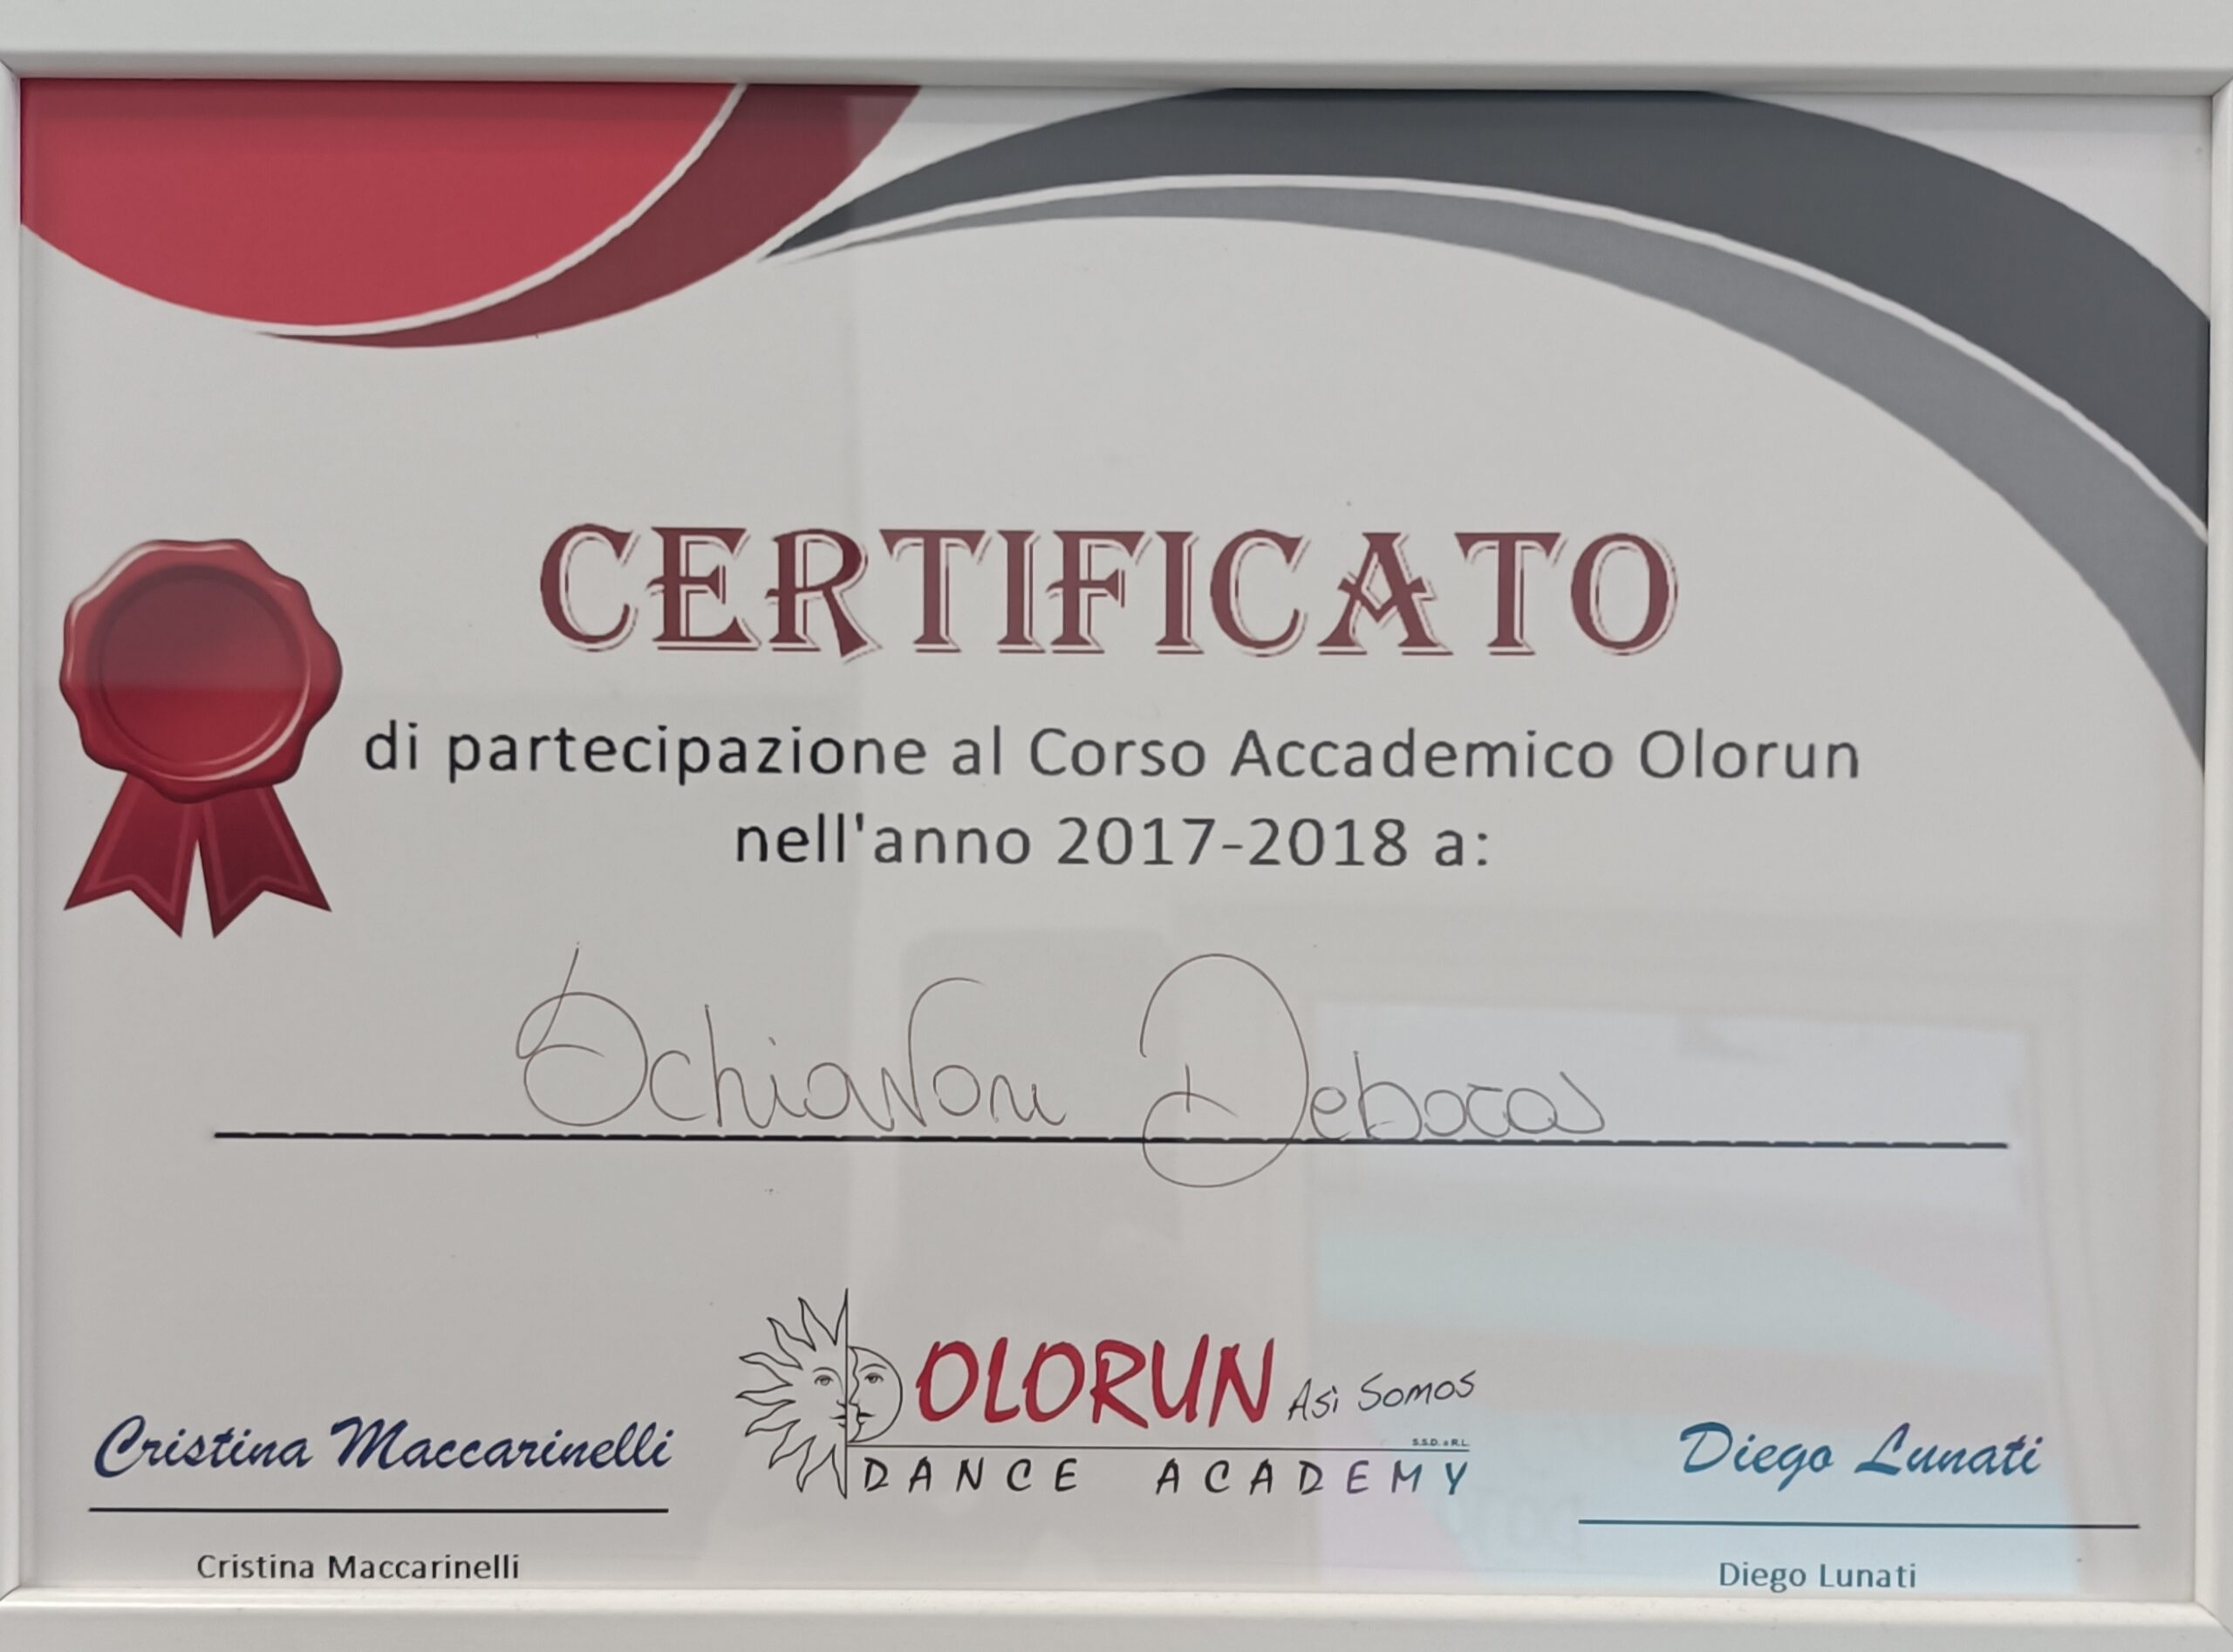 CERTIFICATO
di partecipazione al Corso Accademico Olorun
nell'anno 2017-2018 a:
Schiavoni Debora
OLORUN Asì Somos
S.S.D. a R.L.
DANCE ACADEMY
Cristina Maccarinelli
Diego Lunati
Cristina Maccarinelli
Diego Lunati